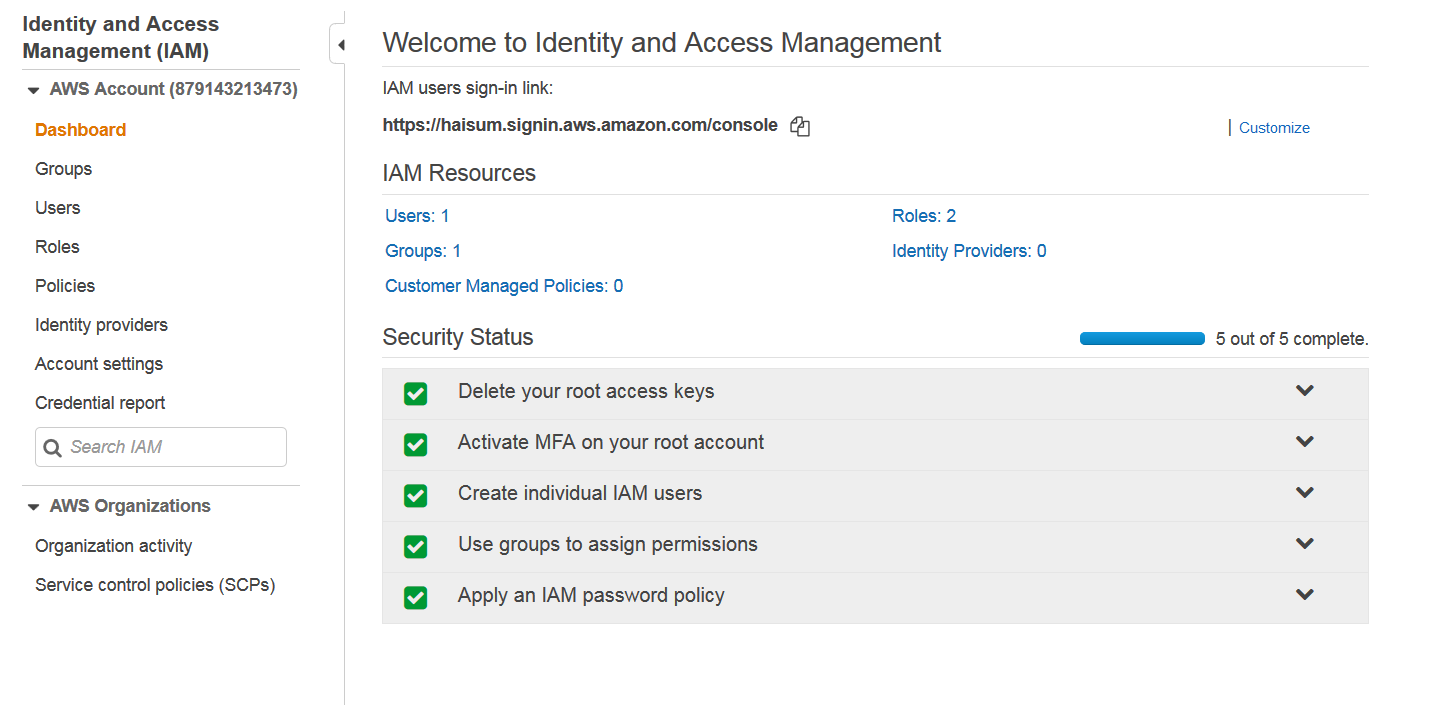 Identity and Access
Management (IAM)
AWS Account (879143213473)
Dashboard
Groups
Users
Roles
Policies
Identity providers
Account settings
Credential report
Search IAM
AWS Organizations
Organization activity
Service control policies (SCPs)
Welcome to Identity and Access Management
IAM users sign-in link:
https://haisum.signin.aws.amazon.com/console
| Customize
IAM Resources
Users: 1
Roles: 2
Groups: 1
Identity Providers: 0
Customer Managed Policies: 0
Security Status
5 out of 5 complete.
Delete your root access keys
Activate MFA on your root account
Create individual IAM users
Use groups to assign permissions
Apply an IAM password policy